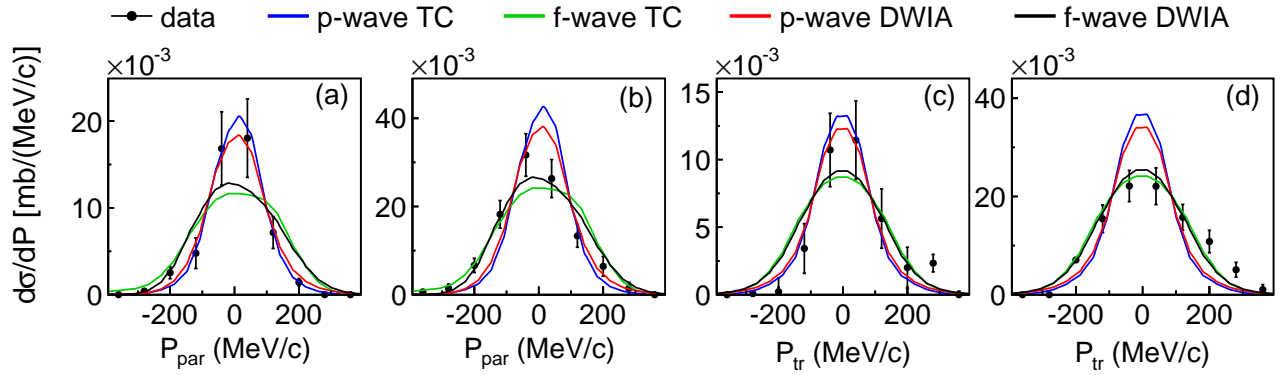 data p-wave TC f-wave TC p-wave DWIA f-wave DWIA
×10⁻³ ×10⁻³ ×10⁻³ ×10⁻³
dσ/dP [mb/(MeV/c)]
(a) (b) (c) (d)
20 10 0
40 20 0
15 10 5 0
40 20 0
-200 0 200 -200 0 200 -200 0 200 -200 0 200
P_par (MeV/c) P_par (MeV/c) P_tr (MeV/c) P_tr (MeV/c)